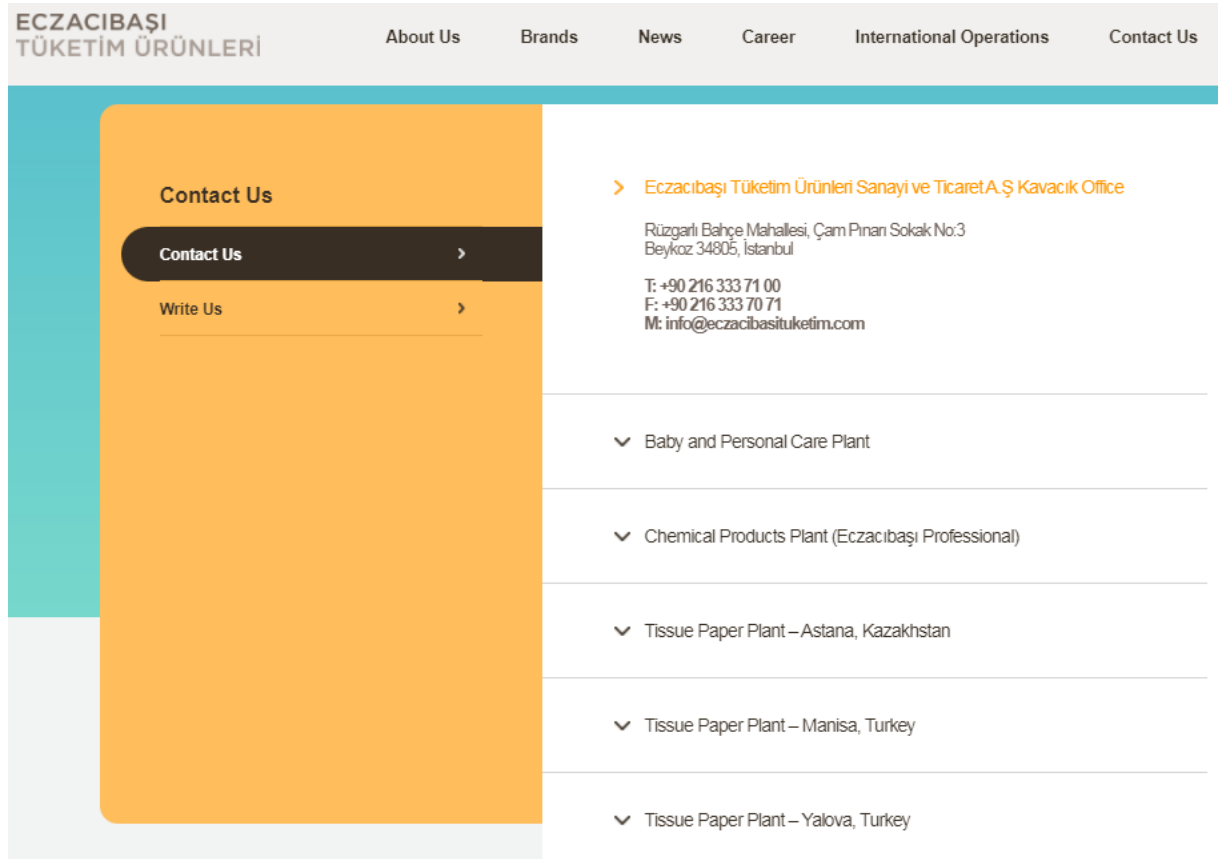 ECZACIBAŞI
TÜKETİM ÜRÜNLERİ
About Us Brands News Career International Operations Contact Us
Contact Us
Contact Us
Write Us
Eczacıbaşı Tüketim Ürünleri Sanayi ve Ticaret A.Ş Kavacık Office
Rüzgarlı Bahçe Mahallesi, Çam Pınarı Sokak No:3
Beykoz 34805, İstanbul
T: +90 216 333 71 00
F: +90 216 333 70 71
M: info@eczacibasituketim.com
Baby and Personal Care Plant
Chemical Products Plant (Eczacıbaşı Professional)
Tissue Paper Plant – Astana, Kazakhstan
Tissue Paper Plant – Manisa, Turkey
Tissue Paper Plant – Yalova, Turkey